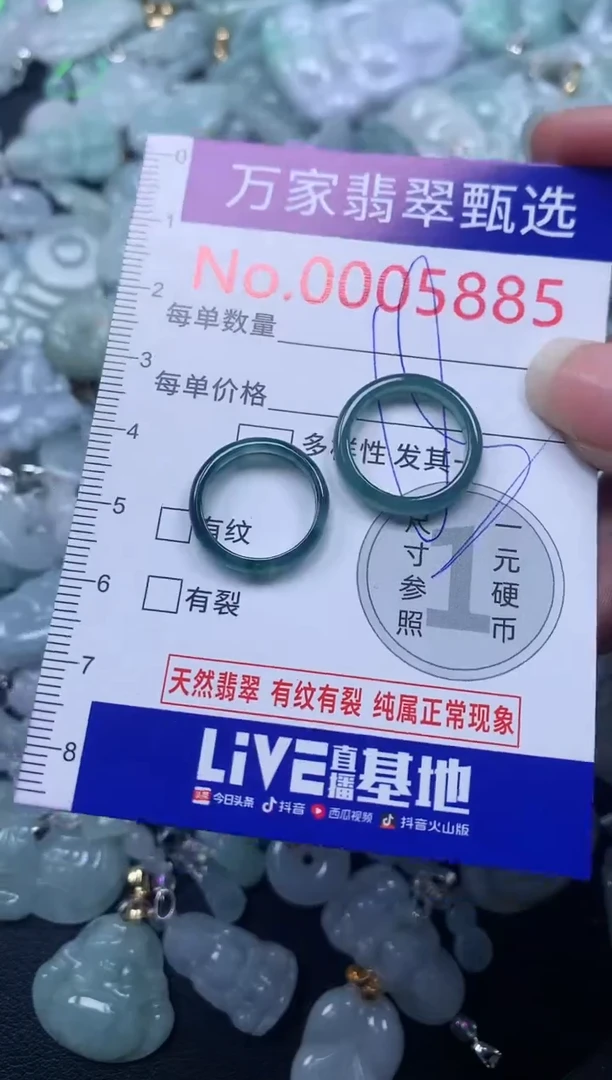 0
1
2
3
4
5
6
7
8
万家翡翠甄选
No.0005885
每单数量
每单价格
多样性 发其一
有纹
有裂
尺寸参照
1
一元硬币
天然翡翠 有纹有裂 纯属正常现象
LiVE直播基地
头条 今日头条 抖音 西瓜视频 抖音火山版